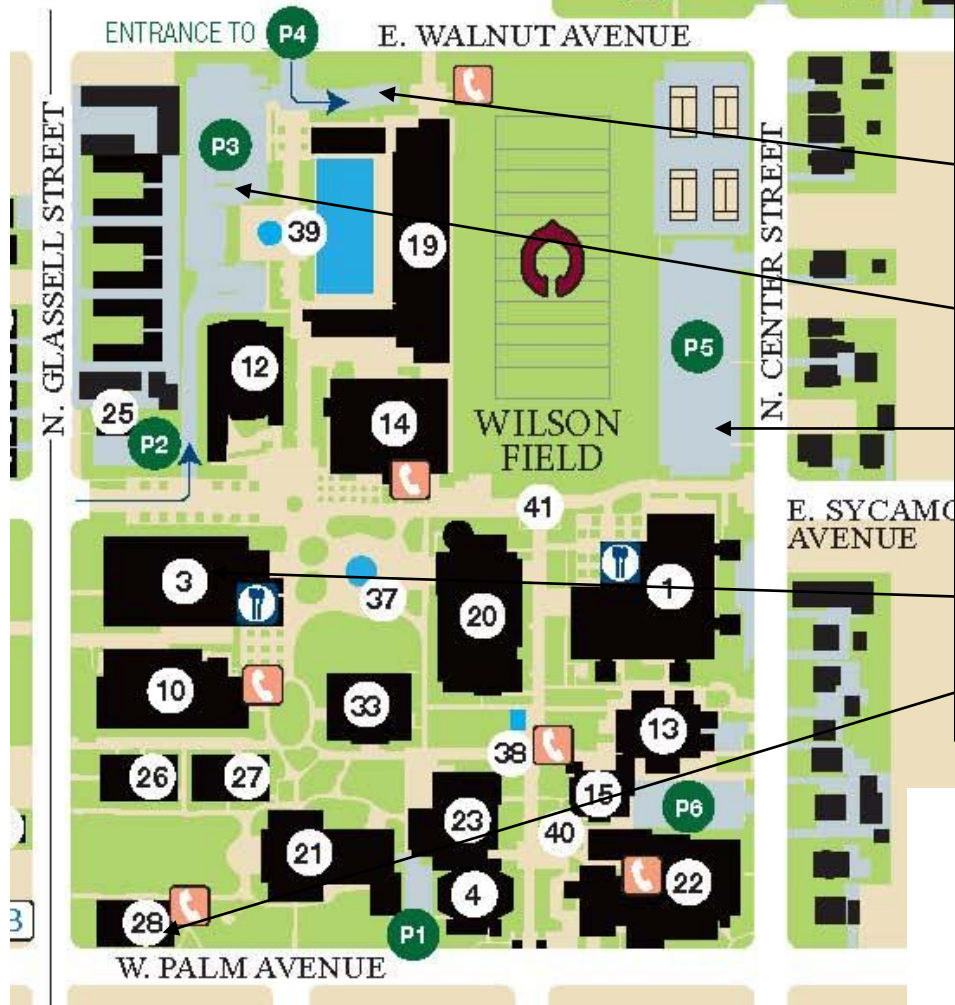 ENTRANCE TO P4
E. WALNUT AVENUE
N. GLASSELL STREET
P3
39
19
N. CENTER STREET
P5
12
14
25
P2
WILSON
FIELD
41
E. SYCAMO
AVENUE
3
37
20
1
10
33
13
38
26
27
15
P6
23
40
21
4
22
28
P1
W. PALM AVENUE